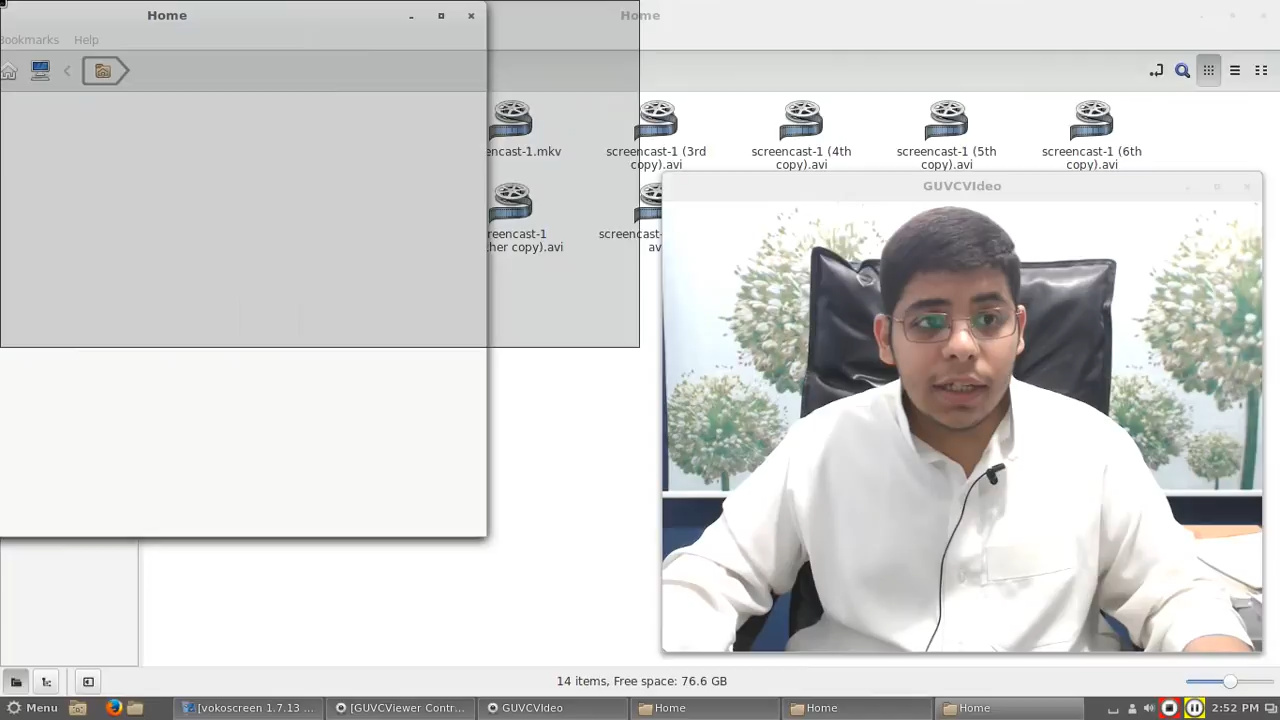 Home
Home
Bookmarks
Help
encast-1.mkv
screencast-1 (3rd
copy).avi
screencast-1 (4th
copy).avi
screencast-1 (5th
copy).avi
screencast-1 (6th
copy).avi
GUVCVIdeo
reencast-1
her copy).avi
screencast-
av
14 items, Free space: 76.6 GB
Menu
[vokoscreen 1.7.13 ...
[GUVCViewer Contr...
GUVCVIdeo
Home
Home
Home
2:52 PM